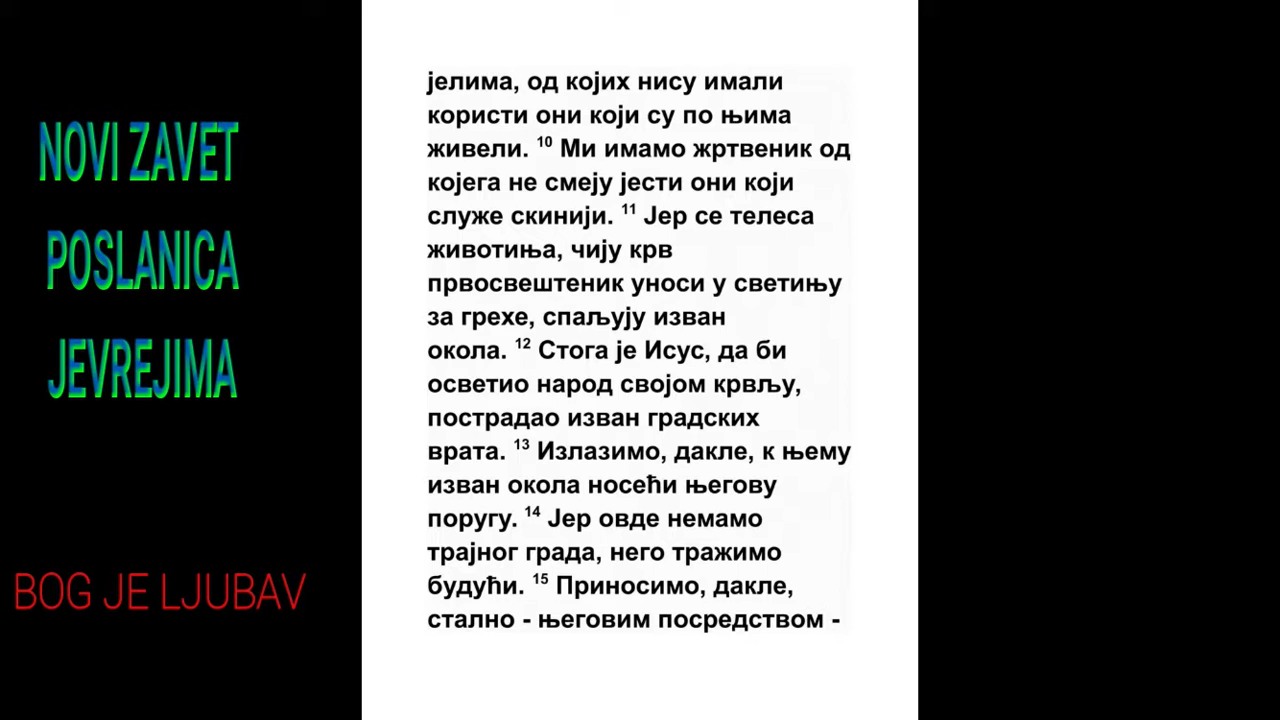 NOVI ZAVET
POSLANICA
JEVREJIMA
BOG JE LJUBAV
јелима, од којих нису имали
користи они који су по њима
живели. 10 Ми имамо жртвеник од
којега не смеју јести они који
служе скинији. 11 Јер се телеса
животиња, чију крв
првосвештеник уноси у светињу
за грехе, спаљују изван
окола. 12 Стога је Исус, да би
осветио народ својом крвљу,
пострадао изван градских
врата. 13 Излазимо, дакле, к њему
изван окола носећи његову
поругу. 14 Јер овде немамо
трајног града, него тражимо
будући. 15 Приносимо, дакле,
стално - његовим посредством -